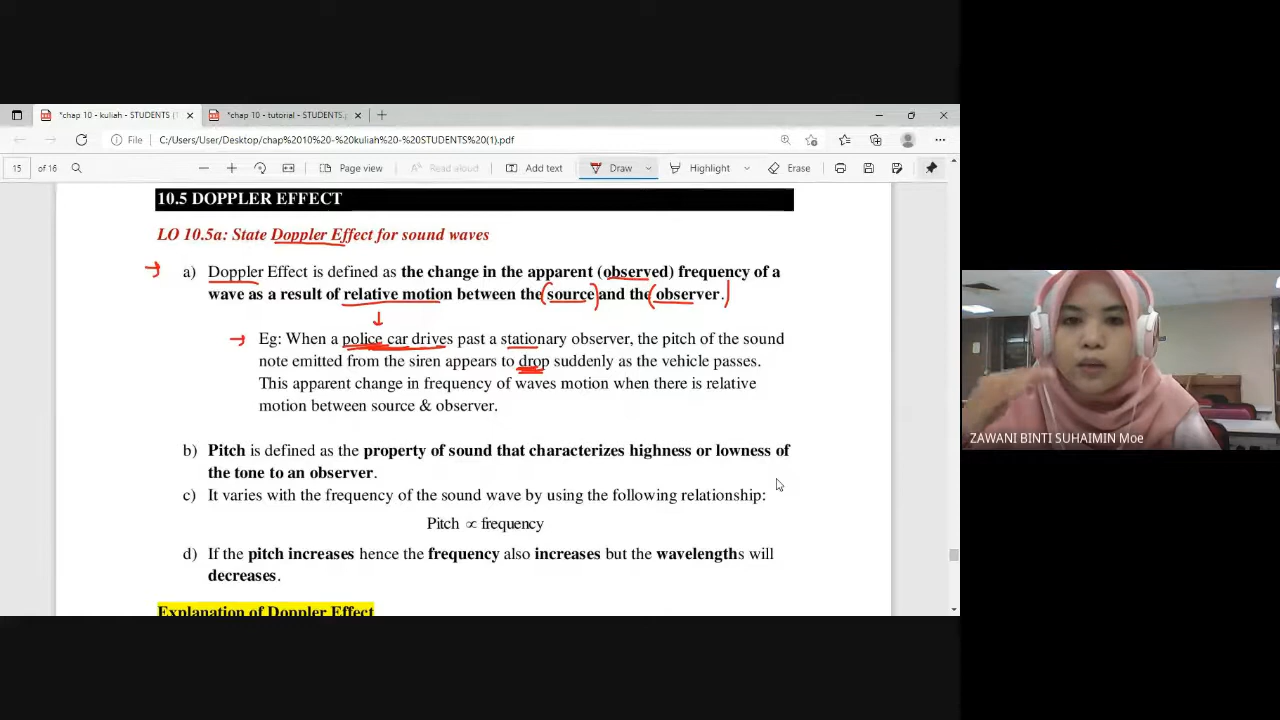 *chap 10 - kuliah - STUDENTS (1
*chap 10 - tutorial - STUDENTS.
File
C:/Users/User/Desktop/chap%2010%20-%20kuliah%20-%20STUDENTS%20(1).pdf
15 of 16
Page view
Read aloud
Add text
Draw
Highlight
Erase
10.5 DOPPLER EFFECT
LO 10.5a: State Doppler Effect for sound waves
a) Doppler Effect is defined as the change in the apparent (observed) frequency of a
wave as a result of relative motion between the source and the observer.
Eg: When a police car drives past a stationary observer, the pitch of the sound
note emitted from the siren appears to drop suddenly as the vehicle passes.
This apparent change in frequency of waves motion when there is relative
motion between source & observer.
b) Pitch is defined as the property of sound that characterizes highness or lowness of
the tone to an observer.
c) It varies with the frequency of the sound wave by using the following relationship:
Pitch ∝ frequency
d) If the pitch increases hence the frequency also increases but the wavelengths will
decreases.
Explanation of Doppler Effect
ZAWANI BINTI SUHAIMIN Moe